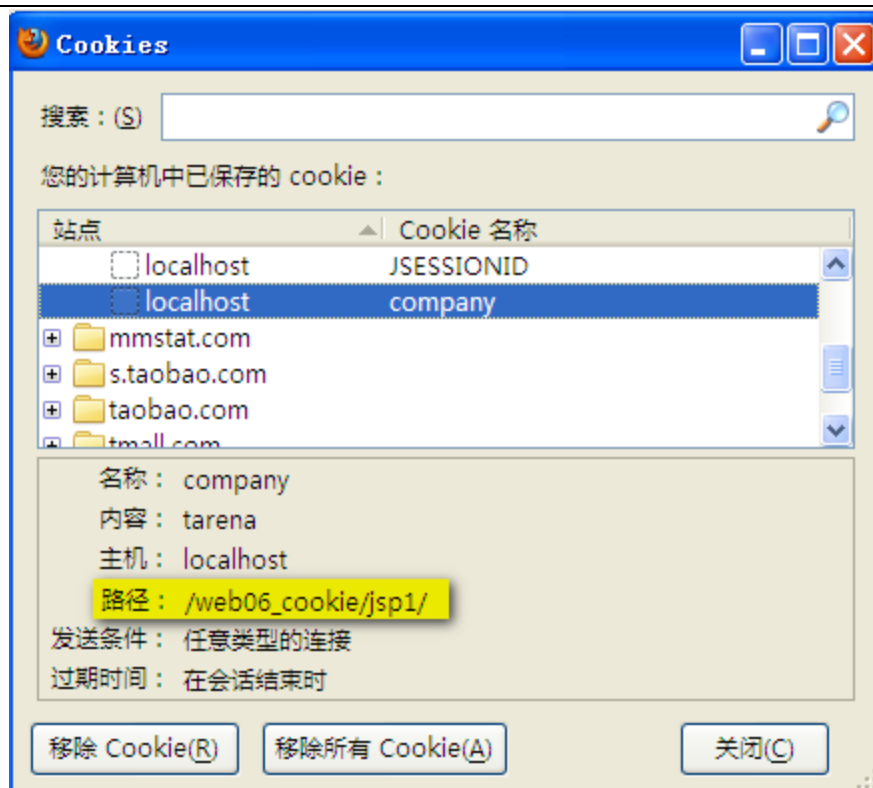 Cookies
搜索：(S)
您的计算机中已保存的 cookie：
站点 Cookie 名称
localhost JSESSIONID
localhost company
mmstat.com
s.taobao.com
taobao.com
tmall.com
名称： company
内容： tarena
主机： localhost
路径： /web06_cookie/jsp1/
发送条件： 任意类型的连接
过期时间： 在会话结束时
移除 Cookie(R) 移除所有 Cookie(A) 关闭(C)